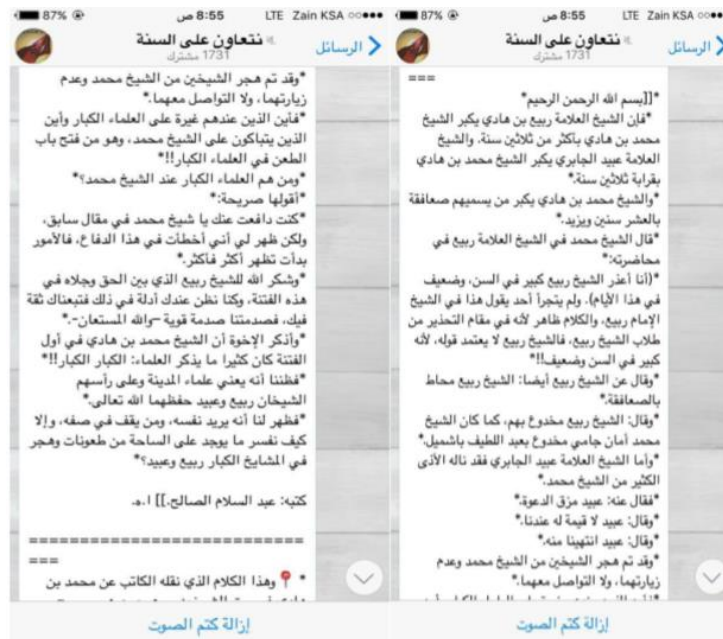 87% 8:55 ص LTE Zain KSA
الرسائل
نتعاون على السنة
1731 مشترك
===
*[[بسم الله الرحمن الرحيم*
*فإن الشيخ العلامة ربيع بن هادي يكبر الشيخ
محمد بن هادي بأكثر من ثلاثين سنة. والشيخ
العلامة عبيد الجابري يكبر الشيخ محمد بن هادي
بقرابة ثلاثين سنة.*
*والشيخ محمد بن هادي يكبر من يسميهم صعافقة
بالعشر سنين ويزيد.*
*قال الشيخ محمد في الشيخ العلامة ربيع في
محاضرته:*
*(أنا أعذر الشيخ ربيع كبير في السن، وضعيف
في هذا الأيام). ولم يتجرأ أحد يقول هذا في الشيخ
الإمام ربيع، والكلام ظاهر لأنه في مقام التحذير من
طلاب الشيخ ربيع، فالشيخ ربيع لا يعتمد قوله، لأنه
كبير في السن وضعيف!!*
*وقال عن الشيخ ربيع أيضا: الشيخ ربيع محاط
بالصعافقة.*
*وقال: الشيخ ربيع مخدوع بهم، كما كان الشيخ
محمد أمان جامي مخدوع بعبد اللطيف باشميل.*
*وأما الشيخ العلامة عبيد الجابري فقد ناله الأذى
الكثير من الشيخ محمد.*
*فقال عنه: عبيد مزق الدعوة.*
*وقال: عبيد لا قيمة له عندنا.*
*وقال: عبيد انتهينا منه.*
*وقد تم هجر الشيخين من الشيخ محمد وعدم
زيارتهما، ولا التواصل معهما.*
إزالة كتم الصوت
87% 8:55 ص LTE Zain KSA
الرسائل
نتعاون على السنة
1731 مشترك
*وقد تم هجر الشيخين من الشيخ محمد وعدم
زيارتهما، ولا التواصل معهما.*
*فأين الذين عندهم غيرة على العلماء الكبار وأين
الذين يتباكون على الشيخ محمد، وهو من فتح باب
الطعن في العلماء الكبار!!*
*ومن هم العلماء الكبار عند الشيخ محمد؟*
*أقولها صريحة:*
*كنت دافعت عنك يا شيخ محمد في مقال سابق،
ولكن ظهر لي أني أخطأت في هذا الدفاع، فالأمور
بدأت تظهر أكثر فأكثر.*
*وشكر الله للشيخ ربيع الذي بين الحق وجلاه في
هذه الفتنة، وكنا نظن عندك أدلة في ذلك فتبعناك ثقة
فيك، فصدمتنا صدمة قوية –والله المستعان-.*
*وأذكر الإخوة أن الشيخ محمد بن هادي في أول
الفتنة كان كثيرا ما يذكر العلماء: الكبار الكبار!!*
*فظننا أنه يعني علماء المدينة وعلى رأسهم
الشيخان ربيع وعبيد حفظهما الله تعالى.*
*فظهر لنا أنه يريد نفسه، ومن يقف في صفه، وإلا
كيف نفسر ما يوجد على الساحة من طعونات وهجر
في المشايخ الكبار ربيع وعبيد؟*
كتبه: عبد السلام الصالح.]] ا.ه.
==========================
===
* وهذا الكلام الذي نقله الكاتب عن محمد بن
إزالة كتم الصوت